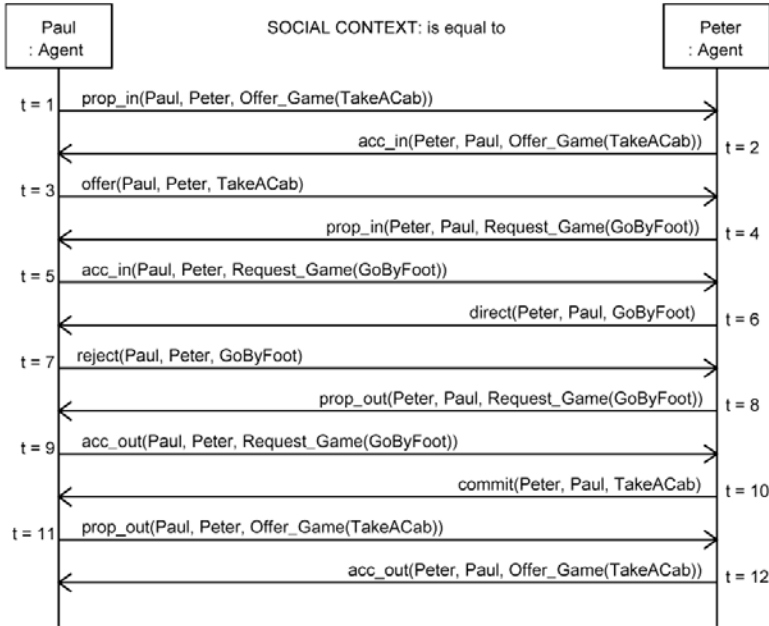 Paul
: Agent
SOCIAL CONTEXT: is equal to
Peter
: Agent
t = 1
prop_in(Paul, Peter, Offer_Game(TakeACab))
acc_in(Peter, Paul, Offer_Game(TakeACab))
t = 2
t = 3
offer(Paul, Peter, TakeACab)
prop_in(Peter, Paul, Request_Game(GoByFoot))
t = 4
t = 5
acc_in(Paul, Peter, Request_Game(GoByFoot))
direct(Peter, Paul, GoByFoot)
t = 6
t = 7
reject(Paul, Peter, GoByFoot)
prop_out(Peter, Paul, Request_Game(GoByFoot))
t = 8
t = 9
acc_out(Paul, Peter, Request_Game(GoByFoot))
commit(Peter, Paul, TakeACab)
t = 10
t = 11
prop_out(Paul, Peter, Offer_Game(TakeACab))
acc_out(Peter, Paul, Offer_Game(TakeACab))
t = 12